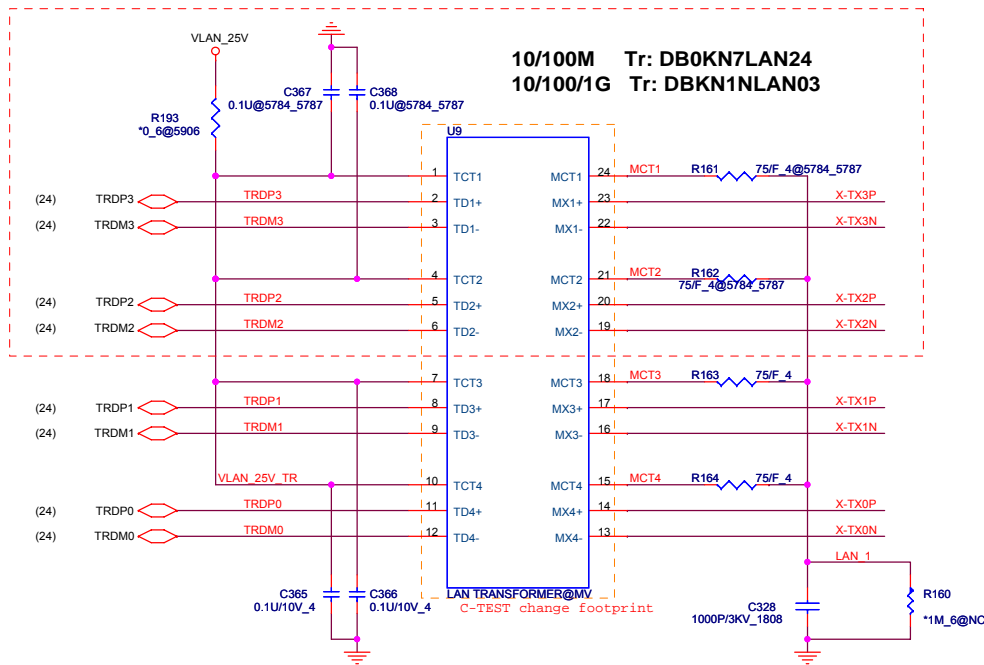 VLAN_25V
10/100M Tr: DB0KN7LAN24
10/100/1G Tr: DBKN1NLAN03
C367
0.1U@5784_5787
C368
0.1U@5784_5787
R193
*0_6@5906
U9
1 TCT1 MCT1 24 MCT1 R161 75/F_4@5784_5787
(24) TRDP3 TRDP3 2 TD1+ MX1+ 23 X-TX3P
(24) TRDM3 TRDM3 3 TD1- MX1- 22 X-TX3N
4 TCT2 MCT2 21 MCT2 R162
75/F_4@5784_5787
(24) TRDP2 TRDP2 5 TD2+ MX2+ 20 X-TX2P
(24) TRDM2 TRDM2 6 TD2- MX2- 19 X-TX2N
7 TCT3 MCT3 18 MCT3 R163 75/F_4
(24) TRDP1 TRDP1 8 TD3+ MX3+ 17 X-TX1P
(24) TRDM1 TRDM1 9 TD3- MX3- 16 X-TX1N
VLAN_25V_TR 10 TCT4 MCT4 15 MCT4 R164 75/F_4
(24) TRDP0 TRDP0 11 TD4+ MX4+ 14 X-TX0P
(24) TRDM0 TRDM0 12 TD4- MX4- 13 X-TX0N
LAN_1
C365
0.1U/10V_4
C366
0.1U/10V_4
LAN TRANSFORMER@MV
C-TEST change footprint
C328
1000P/3KV_1808
R160
*1M_6@NC